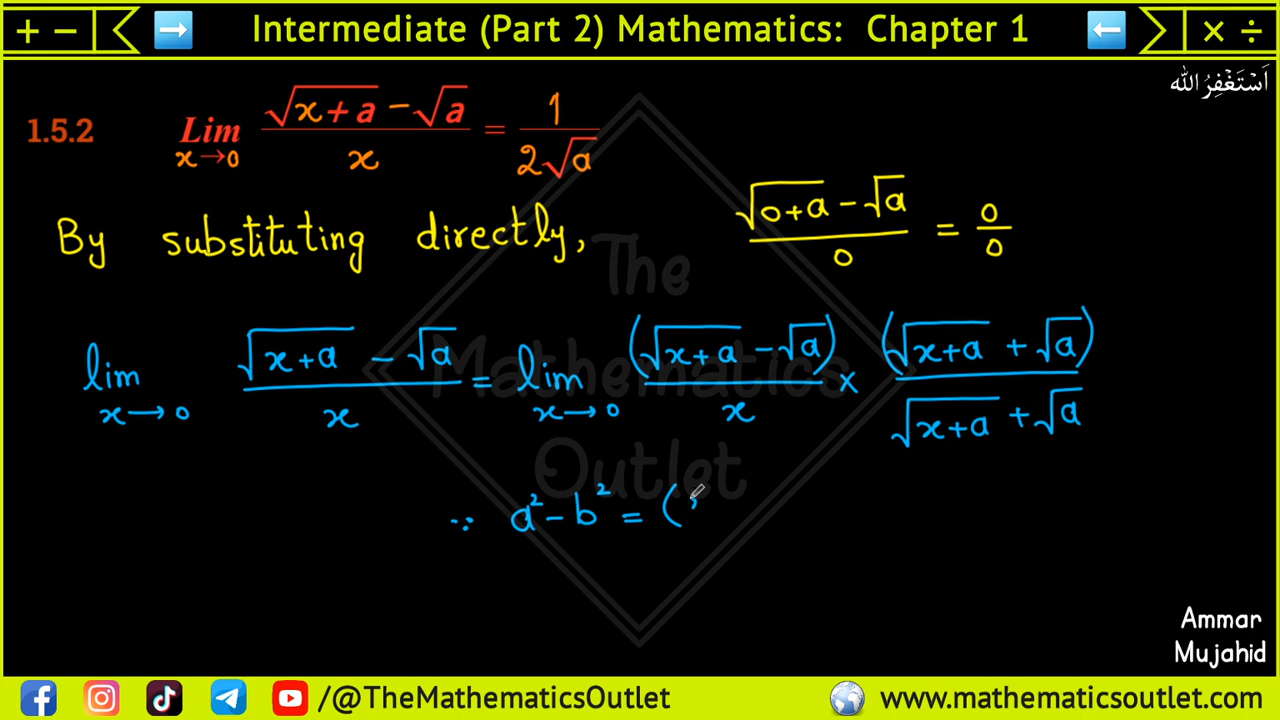 + − Intermediate (Part 2) Mathematics: Chapter 1 × ÷
اَسْتَغْفِرُ اللّٰه
1.5.2 Lim x→0 (√(x+a) − √a)/x = 1/(2√a)
By substituting directly, (√(0+a) − √a)/0 = 0/0
lim x→0 (√(x+a) − √a)/x = lim x→0 (√(x+a) − √a)/x × (√(x+a) + √a)/(√(x+a) + √a)
∵ a² − b² = (
The
Mathematics
Outlet
Ammar
Mujahid
/@TheMathematicsOutlet www.mathematicsoutlet.com